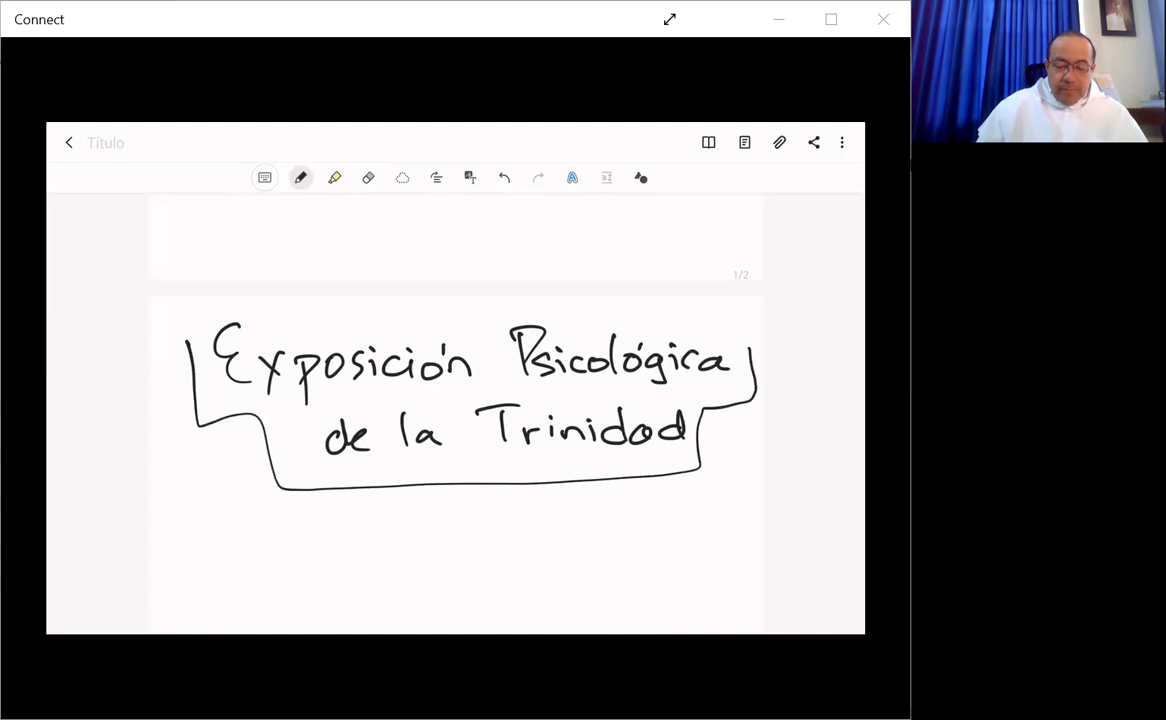 Connect
Título
1/2
Exposición Psicológica
de la Trinidad